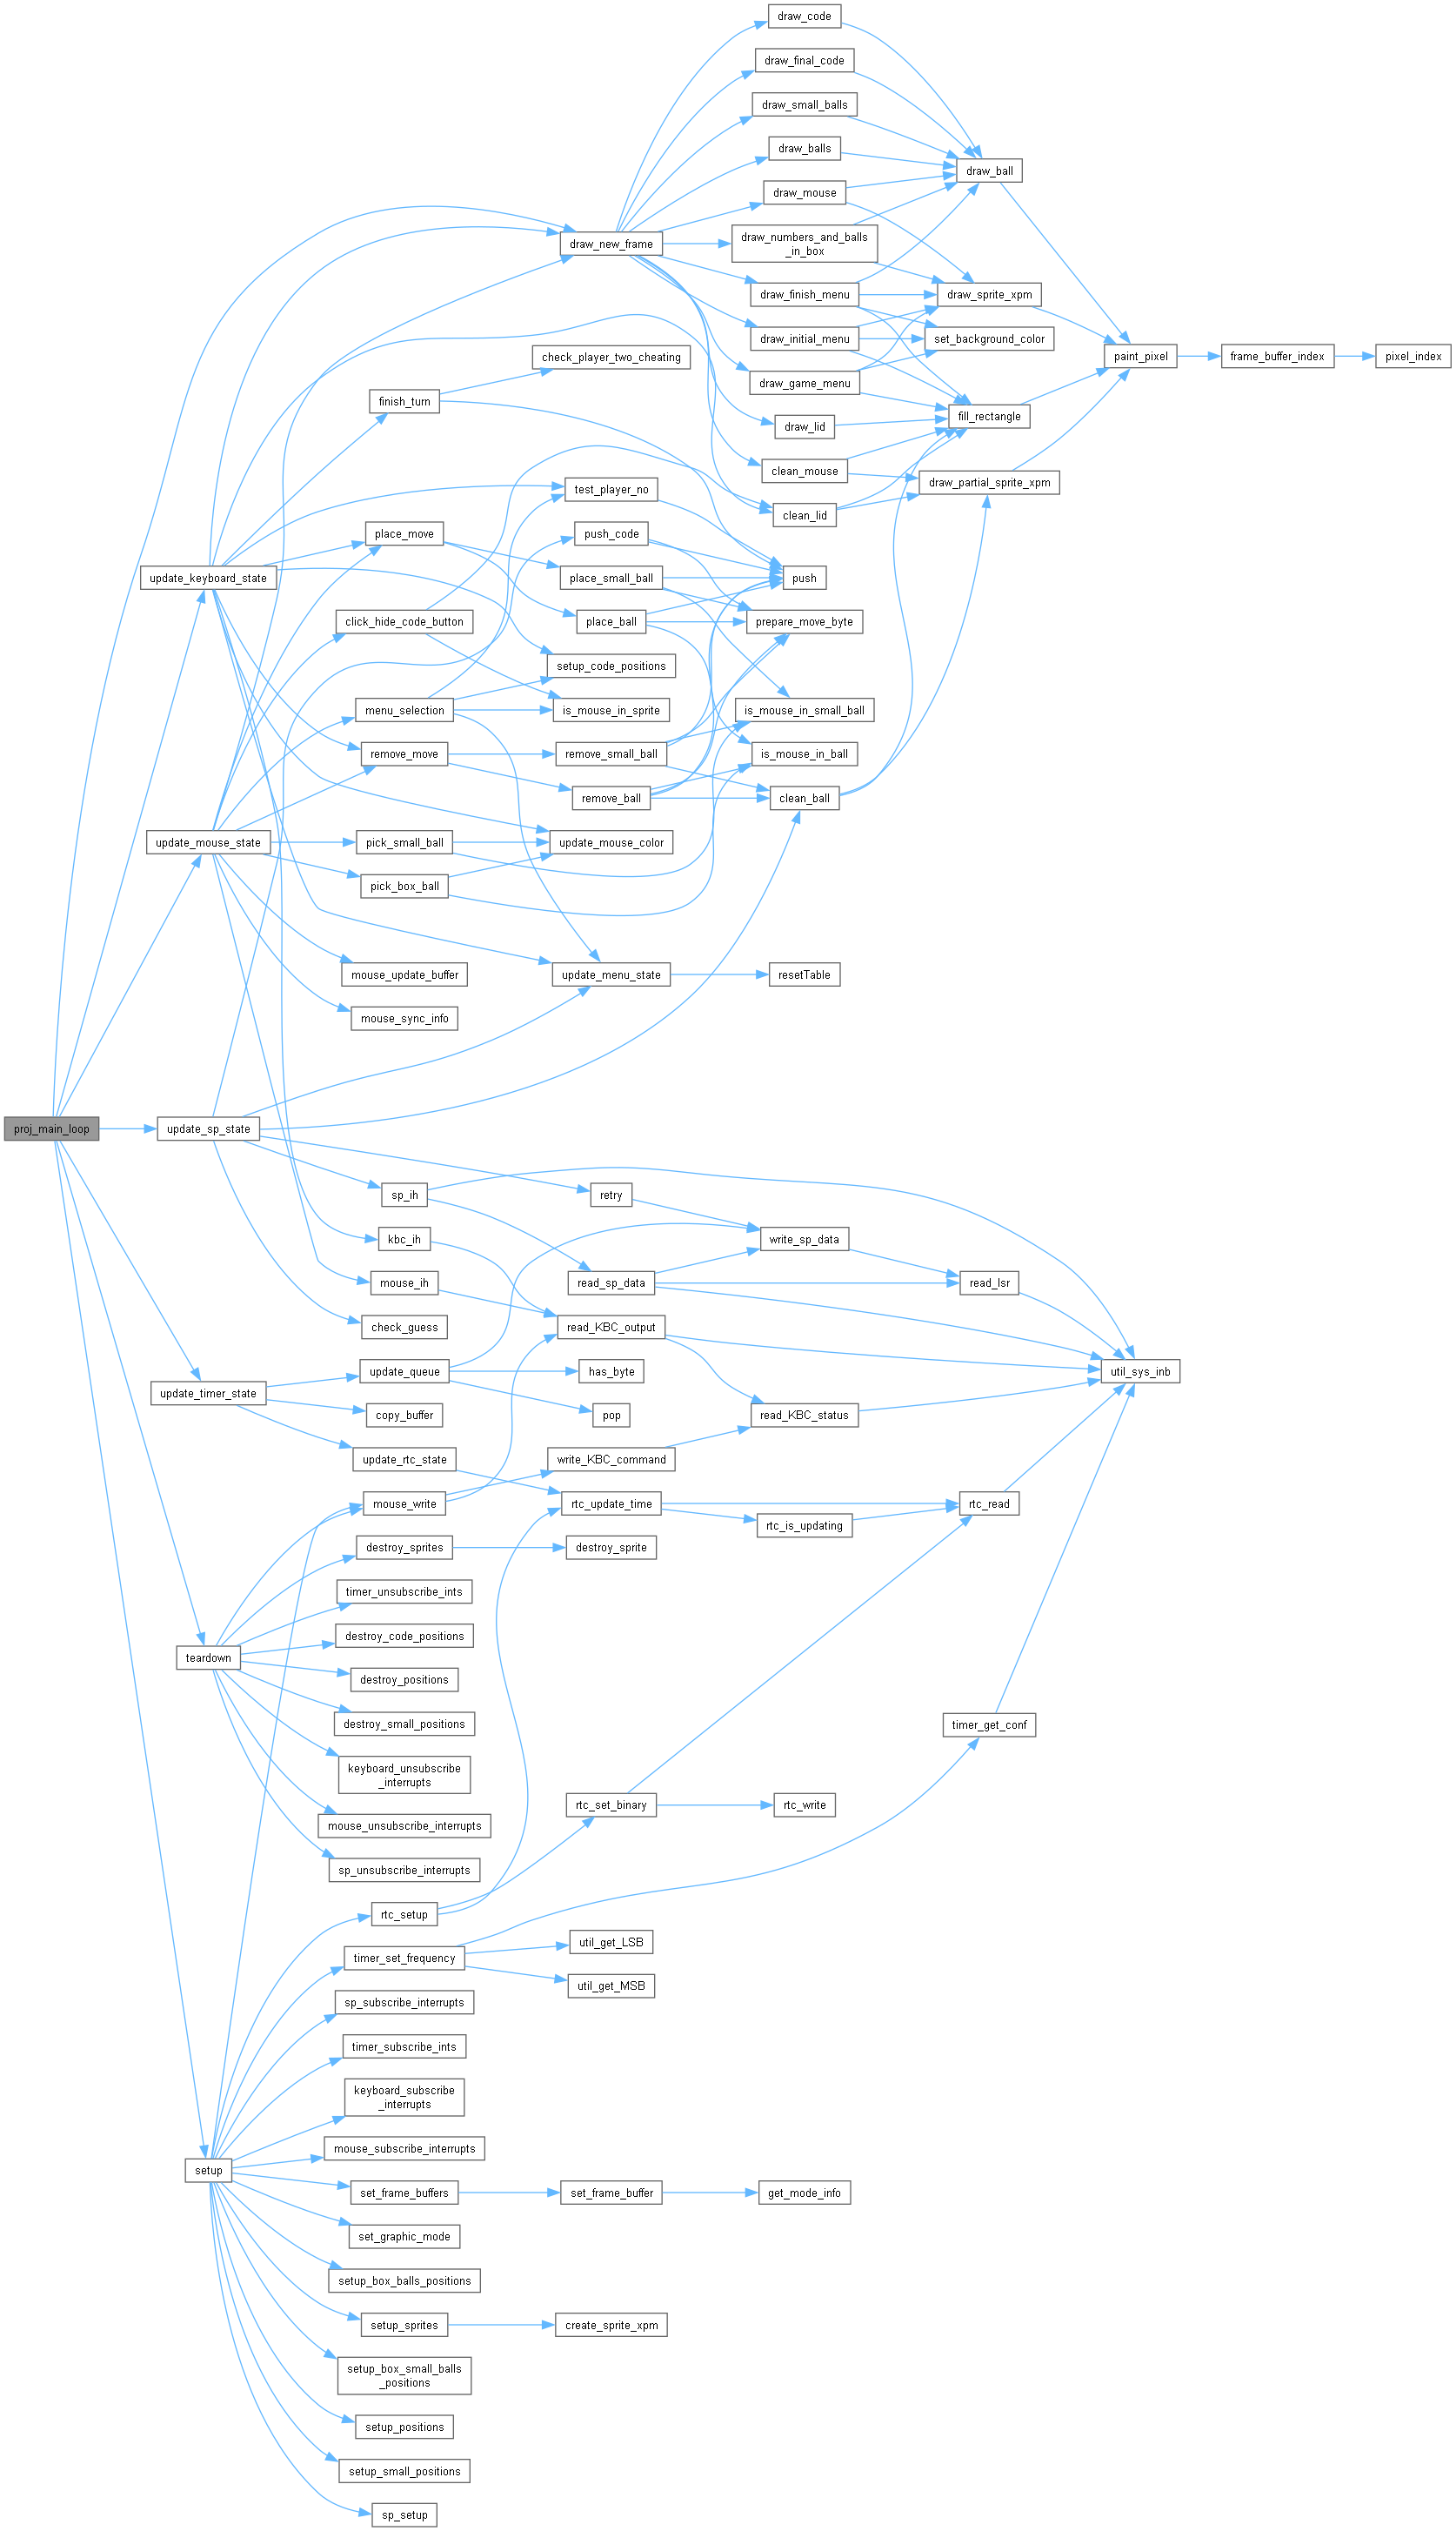 draw_code
draw_final_code
draw_small_balls
draw_balls
draw_ball
draw_mouse
draw_numbers_and_balls
_in_box
draw_new_frame
draw_finish_menu
draw_sprite_xpm
draw_initial_menu
set_background_color
check_player_two_cheating
paint_pixel
frame_buffer_index
pixel_index
draw_game_menu
finish_turn
fill_rectangle
draw_lid
clean_mouse
draw_partial_sprite_xpm
test_player_no
clean_lid
place_move
push_code
update_keyboard_state
place_small_ball
push
click_hide_code_button
place_ball
prepare_move_byte
setup_code_positions
menu_selection
is_mouse_in_sprite
is_mouse_in_small_ball
remove_move
remove_small_ball
is_mouse_in_ball
remove_ball
clean_ball
update_mouse_state
pick_small_ball
update_mouse_color
pick_box_ball
mouse_update_buffer
update_menu_state
resetTable
mouse_sync_info
proj_main_loop
update_sp_state
sp_ih
retry
kbc_ih
write_sp_data
mouse_ih
read_sp_data
read_lsr
check_guess
read_KBC_output
update_queue
has_byte
util_sys_inb
update_timer_state
copy_buffer
pop
read_KBC_status
update_rtc_state
write_KBC_command
mouse_write
rtc_update_time
rtc_read
rtc_is_updating
destroy_sprites
destroy_sprite
timer_unsubscribe_ints
destroy_code_positions
teardown
destroy_positions
destroy_small_positions
timer_get_conf
keyboard_unsubscribe
_interrupts
rtc_set_binary
rtc_write
mouse_unsubscribe_interrupts
sp_unsubscribe_interrupts
rtc_setup
util_get_LSB
timer_set_frequency
util_get_MSB
sp_subscribe_interrupts
timer_subscribe_ints
keyboard_subscribe
_interrupts
mouse_subscribe_interrupts
setup
set_frame_buffers
set_frame_buffer
get_mode_info
set_graphic_mode
setup_box_balls_positions
setup_sprites
create_sprite_xpm
setup_box_small_balls
_positions
setup_positions
setup_small_positions
sp_setup